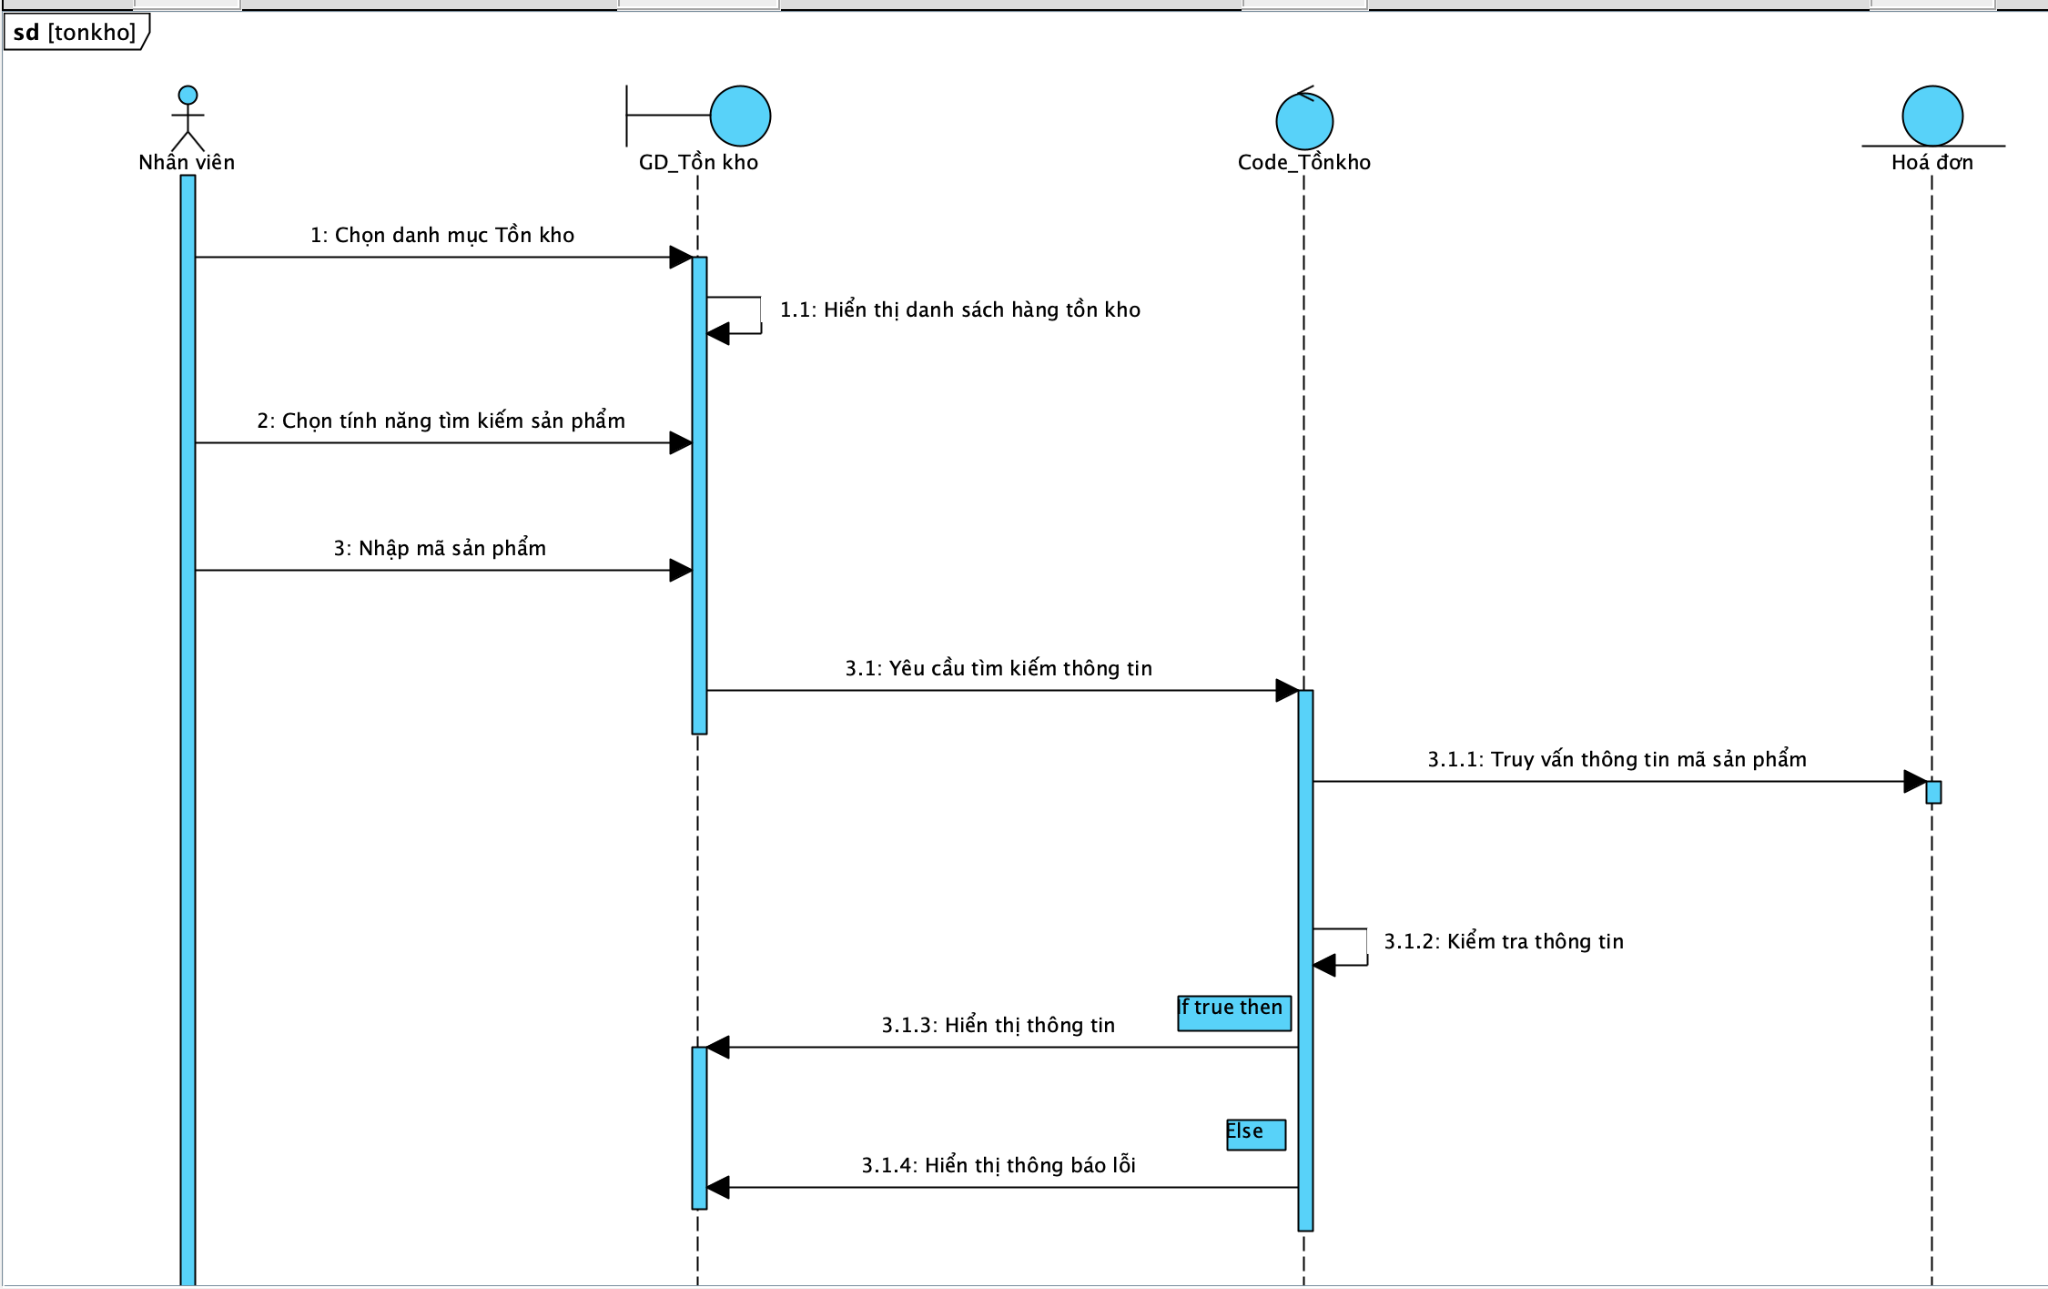 sd [tonkho]
Nhân viên
GD_Tồn kho
Code_Tồnkho
Hoá đơn
1: Chọn danh mục Tồn kho
1.1: Hiển thị danh sách hàng tồn kho
2: Chọn tính năng tìm kiếm sản phẩm
3: Nhập mã sản phẩm
3.1: Yêu cầu tìm kiếm thông tin
3.1.1: Truy vấn thông tin mã sản phẩm
3.1.2: Kiểm tra thông tin
If true then
3.1.3: Hiển thị thông tin
Else
3.1.4: Hiển thị thông báo lỗi